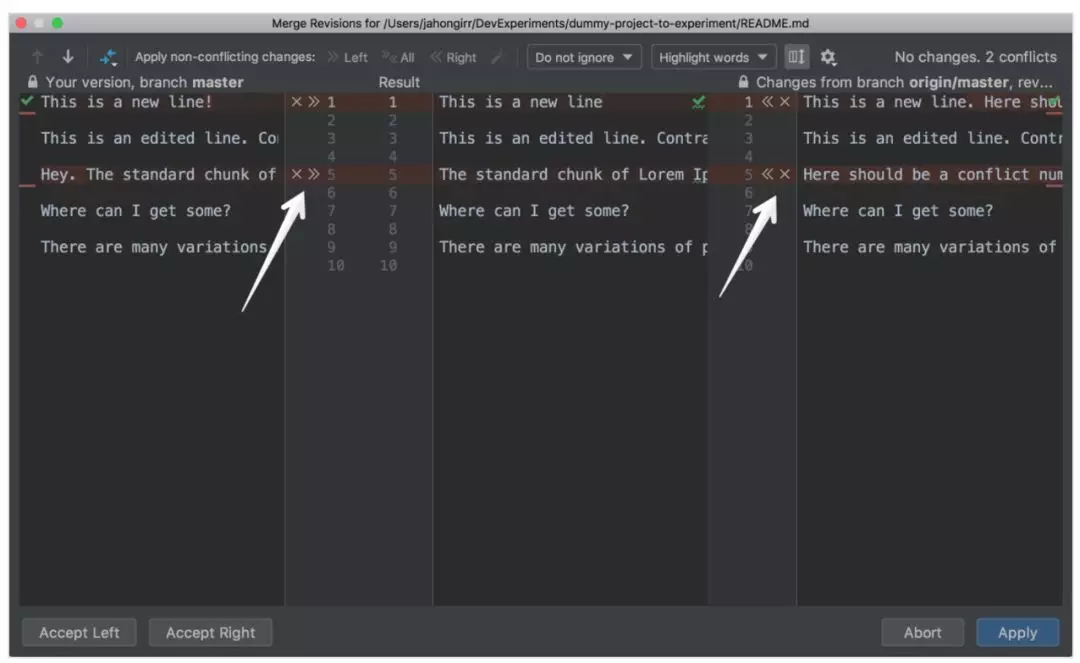 Merge Revisions for /Users/jahongirr/DevExperiments/dummy-project-to-experiment/README.md
Apply non-conflicting changes: Left All Right Do not ignore Highlight words No changes. 2 conflicts
Your version, branch master Result Changes from branch origin/master, rev...
This is a new line! 1 1 This is a new line 1 This is a new line. Here
2 2 2
This is an edited line. 3 3 This is an edited line. 3 This is an edited line.
4 4 4
Hey. The standard chunk of 5 5 The standard chunk of Lorem 5 Here should be a conflict
6 6 6
Where can I get some? 7 7 Where can I get some? 7 Where can I get some?
8 8 8
There are many variations 9 9 There are many variations of 9 There are many variations of
10 10 10
Accept Left Accept Right Abort Apply